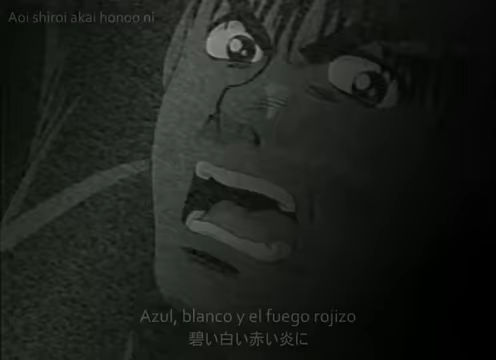 Aoi shiroi akai honoo ni
Azul, blanco y el fuego rojizo
碧い白い赤い炎に